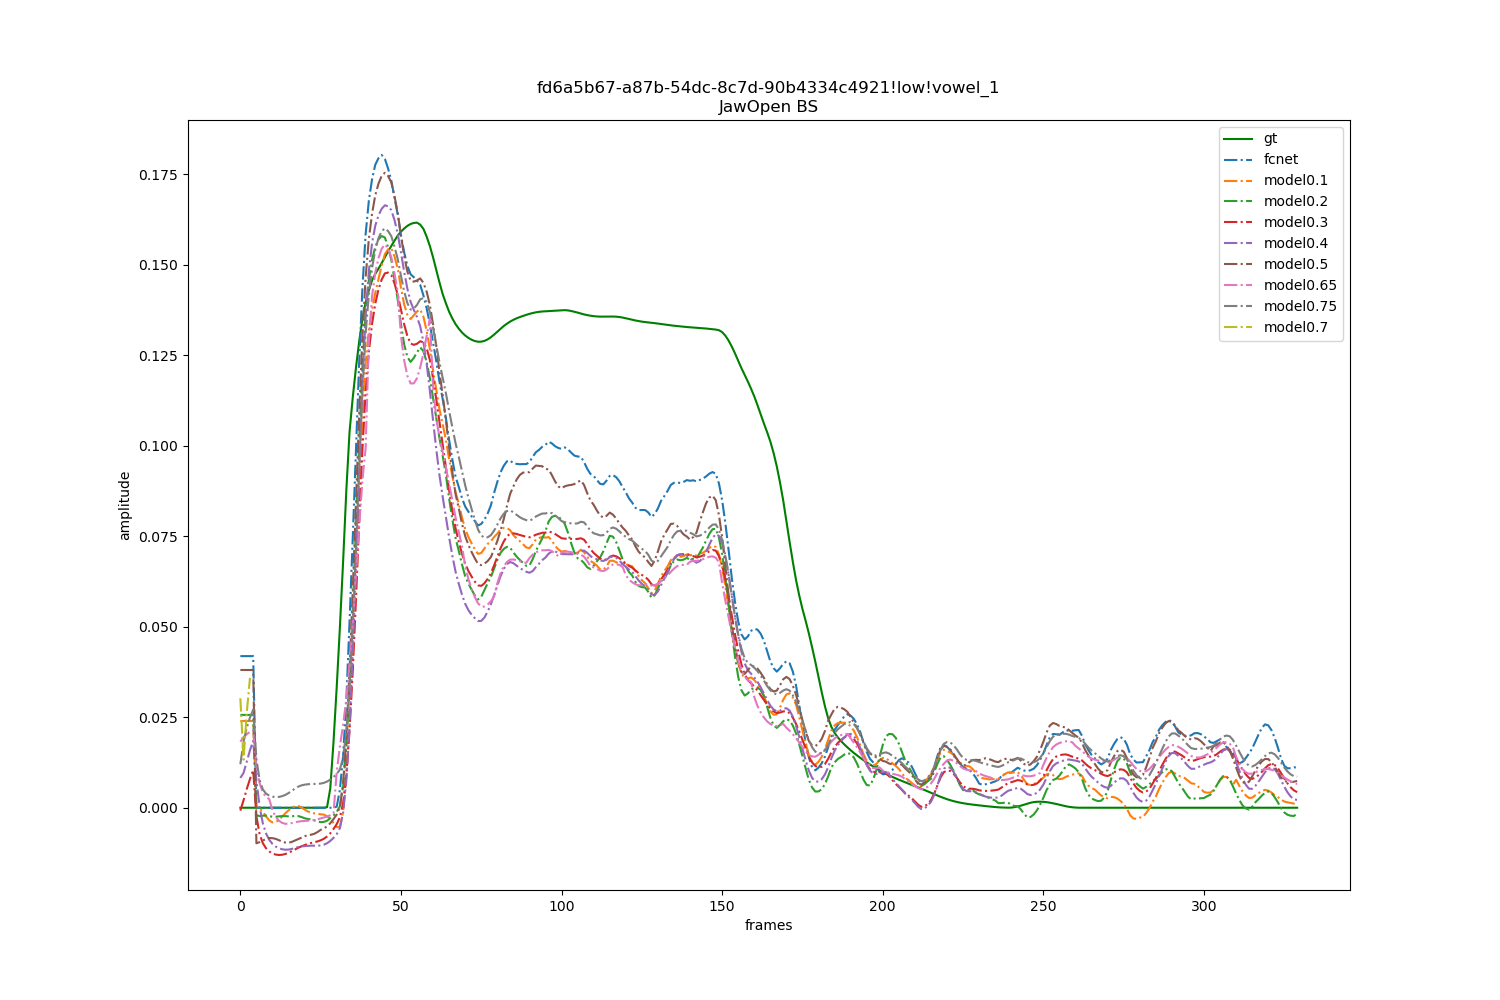 fd6a5b67-a87b-54dc-8c7d-90b4334c4921!low!vowel_1
JawOpen BS
gt
fcnet
model0.1
model0.2
model0.3
model0.4
model0.5
model0.65
model0.75
model0.7
0.175
0.150
0.125
0.100
0.075
0.050
0.025
0.000
amplitude
0 50 100 150 200 250 300
frames